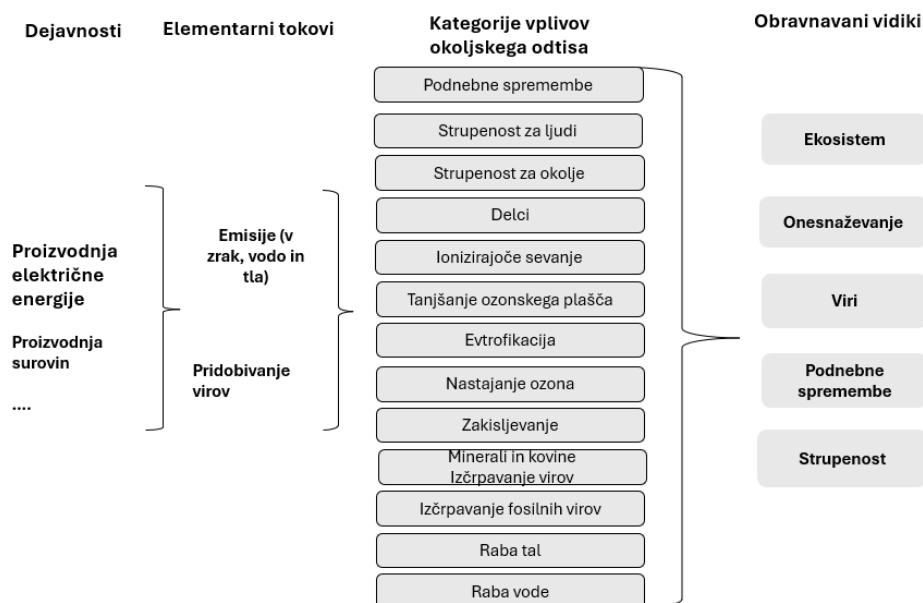 Dejavnosti
Elementarni tokovi
Kategorije vplivov
okoljskega odtisa
Obravnavani vidiki
Proizvodnja
električne
energije
Proizvodnja
surovin
....
Emisije (v
zrak, vodo in
tla)
Pridobivanje
virov
Podnebne spremembe
Strupenost za ljudi
Strupenost za okolje
Delci
Ionizirajoče sevanje
Tanjšanje ozonskega plašča
Evtrofikacija
Nastajanje ozona
Zakisljevanje
Minerali in kovine
Izčrpavanje virov
Izčrpavanje fosilnih virov
Raba tal
Raba vode
Ekosistem
Onesnaževanje
Viri
Podnebne
spremembe
Strupenost